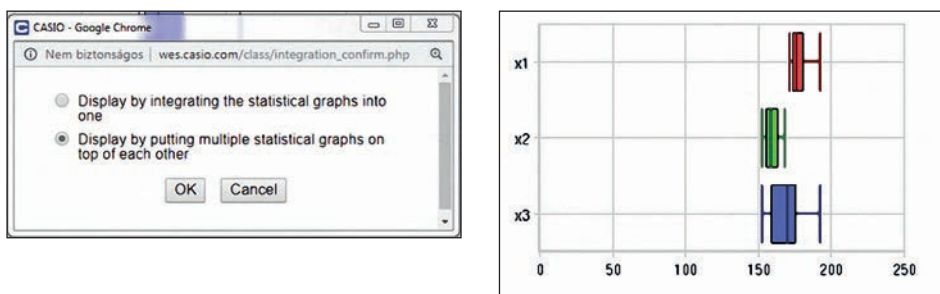 CASIO - Google Chrome
Nem biztonságos | wes.casio.com/class/integration_confirm.php
Display by integrating the statistical graphs into
one
Display by putting multiple statistical graphs on
top of each other
OK Cancel
x1
x2
x3
0 50 100 150 200 250